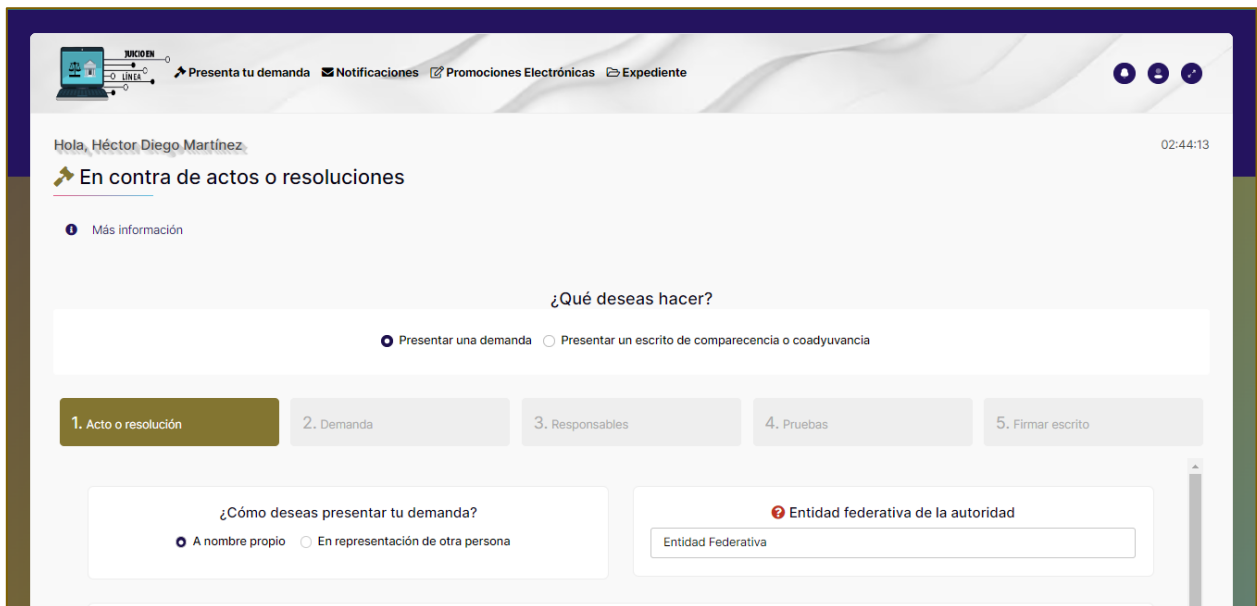 JUICIO EN
LÍNEA
Presenta tu demanda Notificaciones Promociones Electrónicas Expediente
Hola, Héctor Diego Martínez
02:44:13
En contra de actos o resoluciones
Más información
¿Qué deseas hacer?
Presentar una demanda Presentar un escrito de comparecencia o coadyuvancia
1. Acto o resolución 2. Demanda 3. Responsables 4. Pruebas 5. Firmar escrito
¿Cómo deseas presentar tu demanda?
A nombre propio En representación de otra persona
Entidad federativa de la autoridad
Entidad Federativa